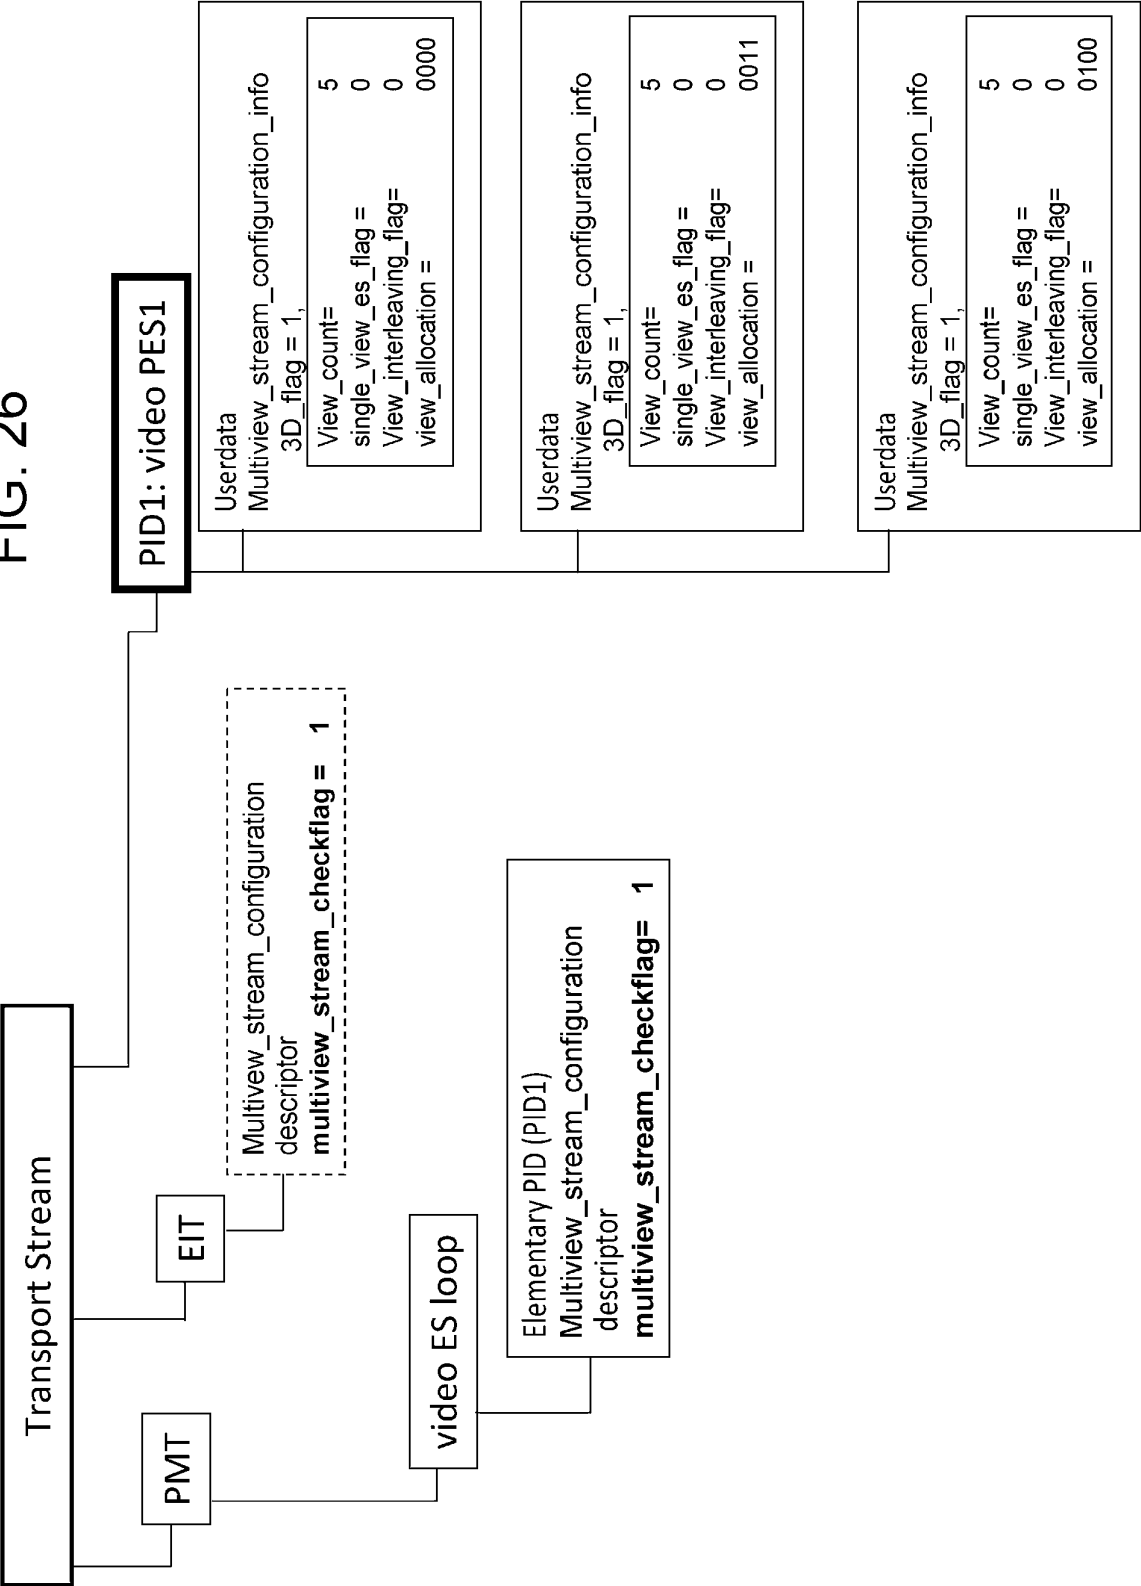 FIG. 2b
Transport Stream
PMT
EIT
PID1: video PES1
Multivew_stream_configuration
descriptor
multiview_stream_checkflag = 1
video ES loop
Elementary PID (PID1)
Multiview_stream_configuration
descriptor
multiview_stream_checkflag= 1
Userdata
Multiview_stream_configuration_info
3D_flag = 1,
View_count= 5
single_view_es_flag = 0
View_interleaving_flag= 0
view_allocation = 0000
Userdata
Multiview_stream_configuration_info
3D_flag = 1,
View_count= 5
single_view_es_flag = 0
View_interleaving_flag= 0
view_allocation = 0011
Userdata
Multiview_stream_configuration_info
3D_flag = 1,
View_count= 5
single_view_es_flag = 0
View_interleaving_flag= 0
view_allocation = 0100